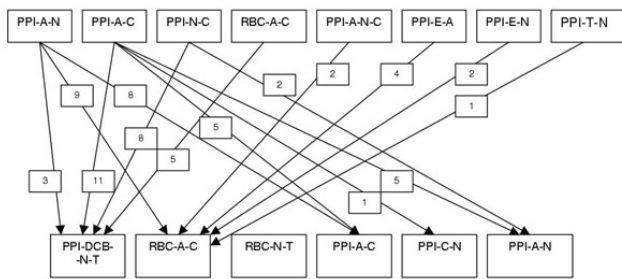 PPI-A-N PPI-A-C PPI-N-C RBC-A-C PPI-A-N-C PPI-E-A PPI-E-N PPI-T-N
2 4 2
2
9 8 1
5
8
5
3 11 5
1
PPI-DCB-
-N-T
RBC-A-C RBC-N-T PPI-A-C PPI-C-N PPI-A-N